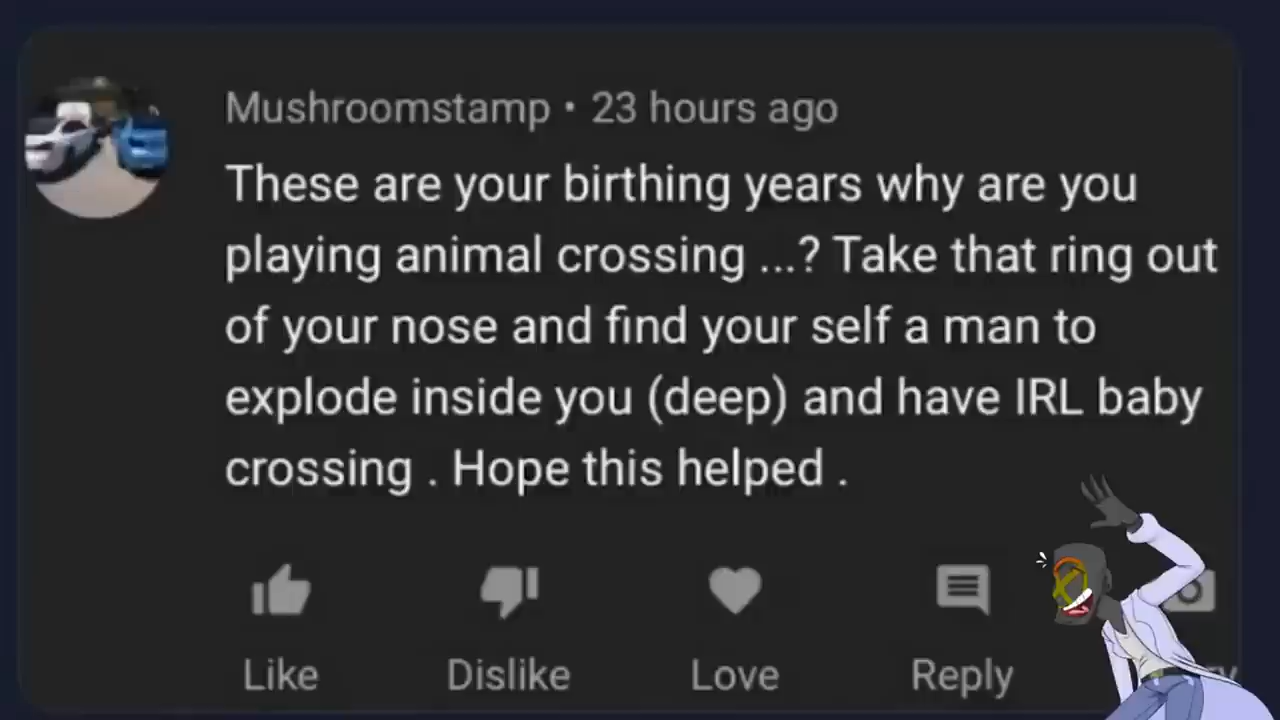 Mushroomstamp • 23 hours ago
These are your birthing years why are you
playing animal crossing ...? Take that ring out
of your nose and find your self a man to
explode inside you (deep) and have IRL baby
crossing . Hope this helped .
Like Dislike Love Reply